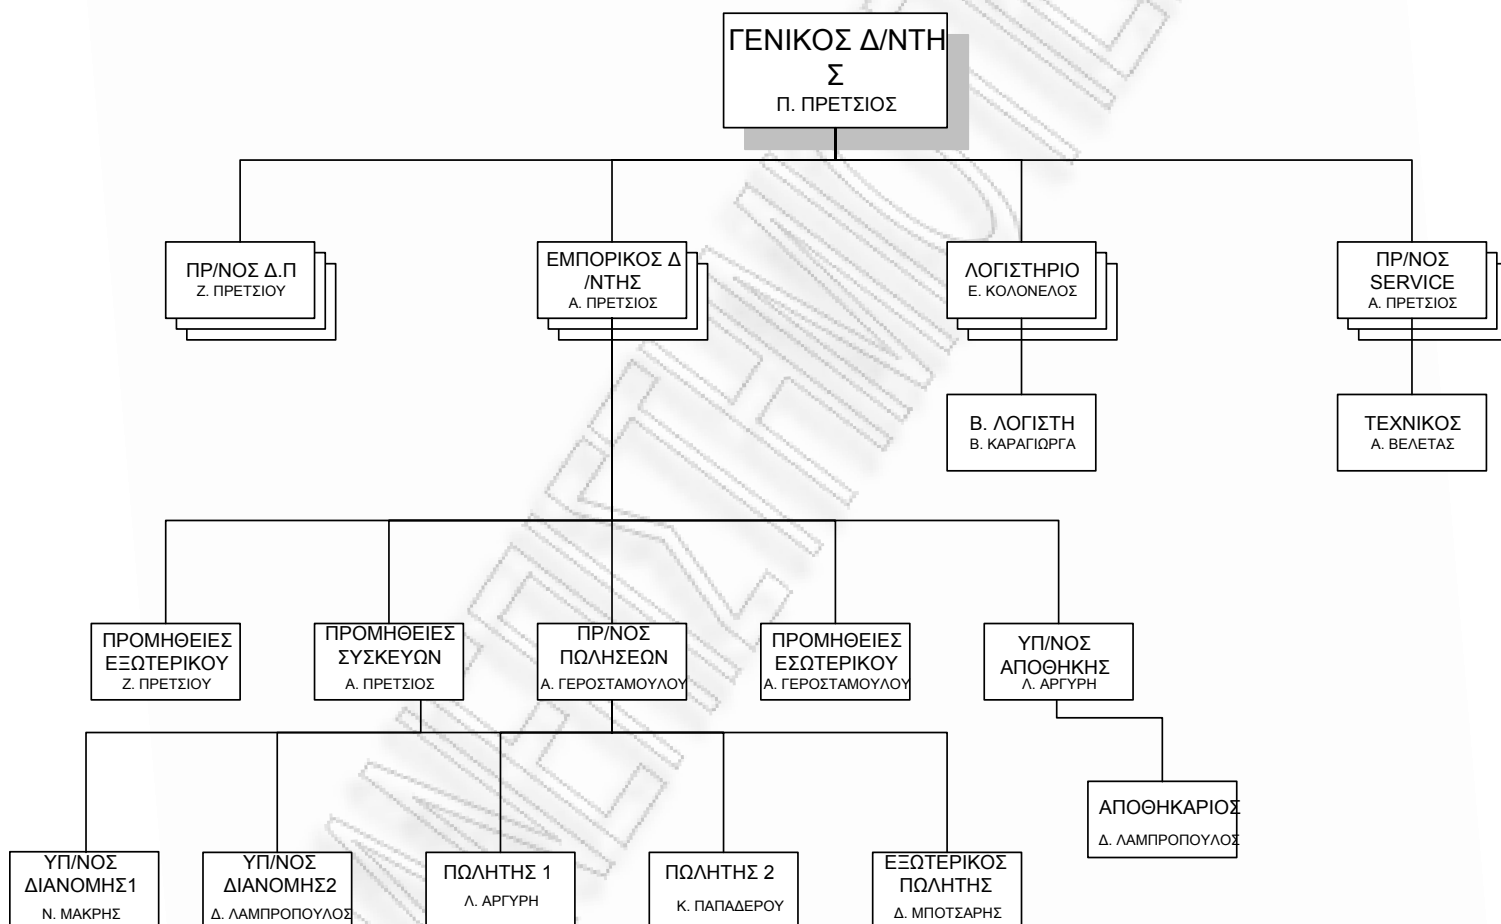 ΓΕΝΙΚΟΣ Δ/ΝΤΗ
Σ
Π. ΠΡΕΤΣΙΟΣ
ΠΡ/ΝΟΣ Δ.Π
Ζ. ΠΡΕΤΣΙΟΥ
ΕΜΠΟΡΙΚΟΣ Δ
/ΝΤΗΣ
Α. ΠΡΕΤΣΙΟΣ
ΛΟΓΙΣΤΗΡΙΟ
Ε. ΚΟΛΟΝΕΛΟΣ
ΠΡ/ΝΟΣ
SERVICE
Α. ΠΡΕΤΣΙΟΣ
Β. ΛΟΓΙΣΤΗ
Β. ΚΑΡΑΓΙΩΡΓΑ
ΤΕΧΝΙΚΟΣ
Α. ΒΕΛΕΤΑΣ
ΠΡΟΜΗΘΕΙΕΣ
ΕΞΩΤΕΡΙΚΟΥ
Ζ. ΠΡΕΤΣΙΟΥ
ΠΡΟΜΗΘΕΙΕΣ
ΣΥΣΚΕΥΩΝ
Α. ΠΡΕΤΣΙΟΣ
ΠΡ/ΝΟΣ
ΠΩΛΗΣΕΩΝ
Α. ΓΕΡΟΣΤΑΜΟΥΛΟΥ
ΠΡΟΜΗΘΕΙΕΣ
ΕΣΩΤΕΡΙΚΟΥ
Α. ΓΕΡΟΣΤΑΜΟΥΛΟΥ
ΥΠ/ΝΟΣ
ΑΠΟΘΗΚΗΣ
Λ. ΑΡΓΥΡΗ
ΑΠΟΘΗΚΑΡΙΟΣ
Δ. ΛΑΜΠΡΟΠΟΥΛΟΣ
ΥΠ/ΝΟΣ
ΔΙΑΝΟΜΗΣ1
Ν. ΜΑΚΡΗΣ
ΥΠ/ΝΟΣ
ΔΙΑΝΟΜΗΣ2
Δ. ΛΑΜΠΡΟΠΟΥΛΟΣ
ΠΩΛΗΤΗΣ 1
Λ. ΑΡΓΥΡΗ
ΠΩΛΗΤΗΣ 2
Κ. ΠΑΠΑΔΕΡΟΥ
ΕΞΩΤΕΡΙΚΟΣ
ΠΩΛΗΤΗΣ
Δ. ΜΠΟΤΣΑΡΗΣ